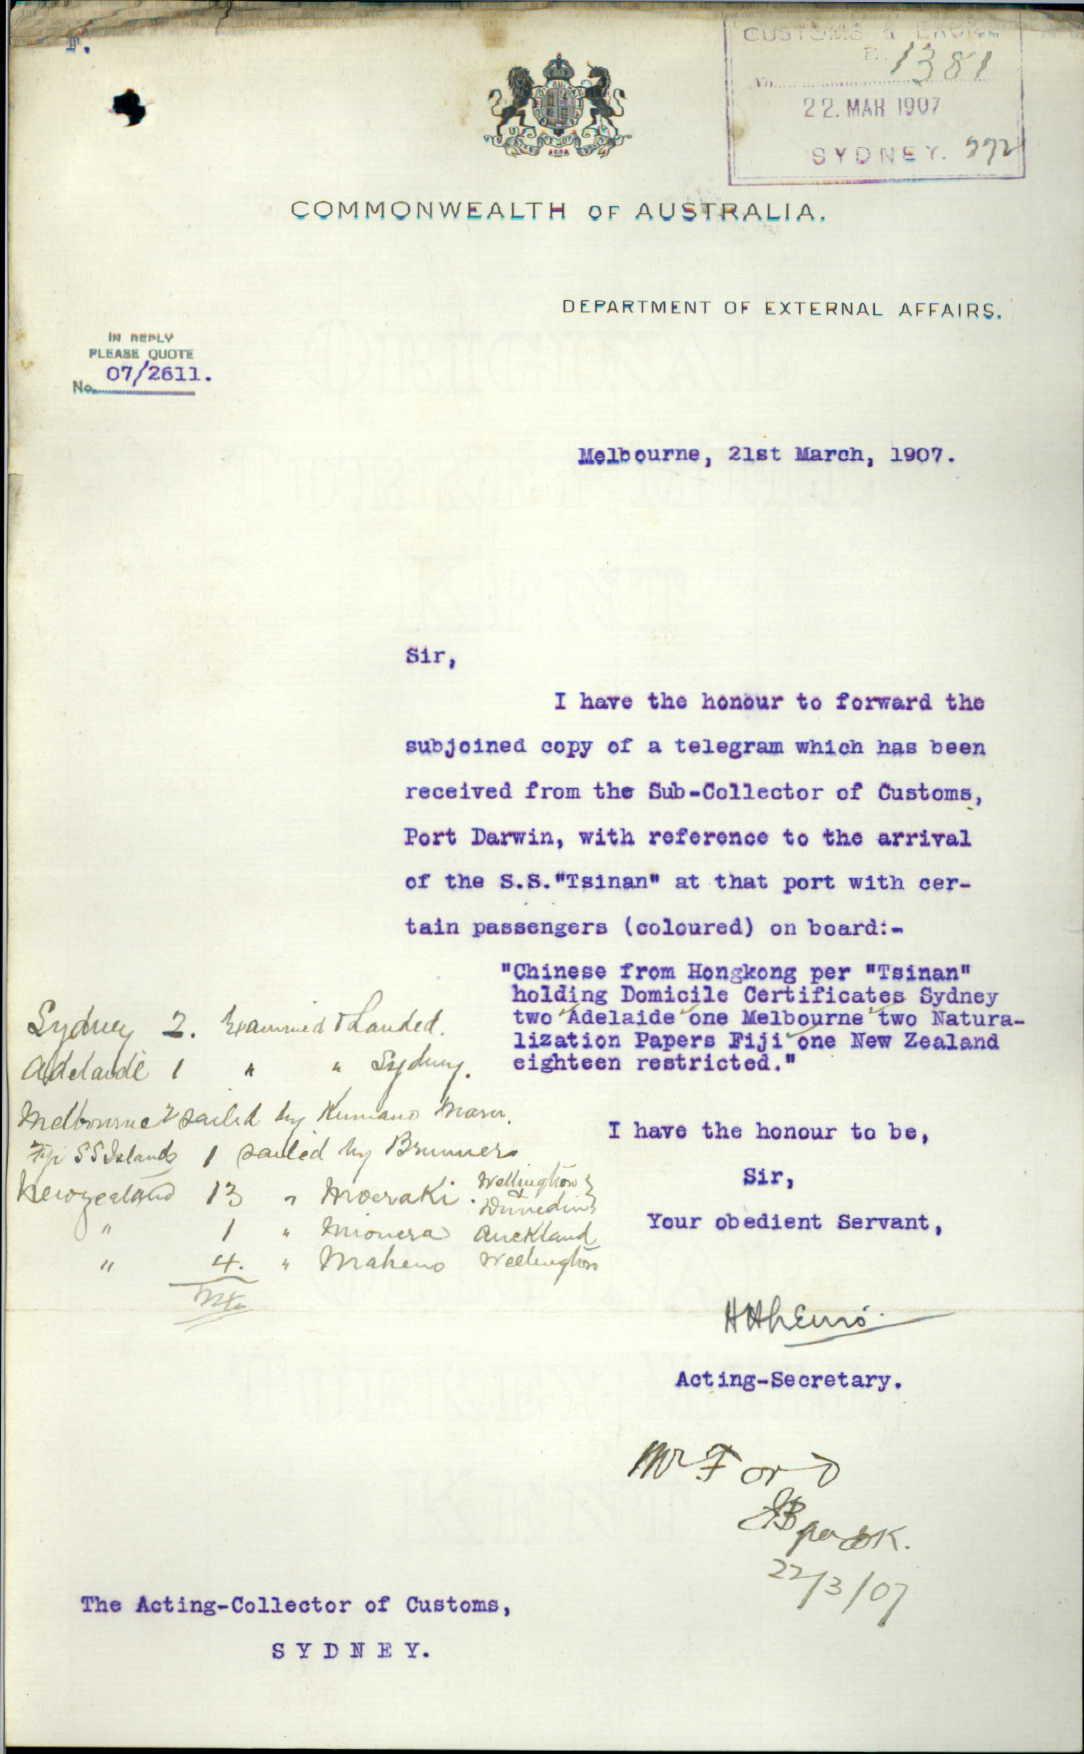 F.
CUSTOMS & EXCISE
No. 1381
22. MAR 1907
SYDNEY.
COMMONWEALTH OF AUSTRALIA.
DEPARTMENT OF EXTERNAL AFFAIRS.
IN REPLY
PLEASE QUOTE
No. 07/2611.
Melbourne, 21st March, 1907.
Sir,
I have the honour to forward the
subjoined copy of a telegram which has been
received from the Sub-Collector of Customs,
Port Darwin, with reference to the arrival
of the S.S."Tsinan" at that port with cer-
tain passengers (coloured) on board:-
"Chinese from Hongkong per "Tsinan"
holding Domicile Certificates Sydney
two Adelaide one Melbourne two Natura-
lization Papers Fiji one New Zealand
eighteen restricted."
Sydney 2. Examined & Landed.
Adelaide 1 " " Sydney.
Melbourne 2 sailed by Kumano Maru.
Fiji S S Islands 1 sailed by Brunner
Newzealand 13 " Moeraki. Wellington &
Dunedin
" 1 " Monera Auckland
" 4. " Maheno Wellington
I have the honour to be,
Sir,
Your obedient Servant,
Acting-Secretary.
Mr Ford
22/3/07
The Acting-Collector of Customs,
SYDNEY.